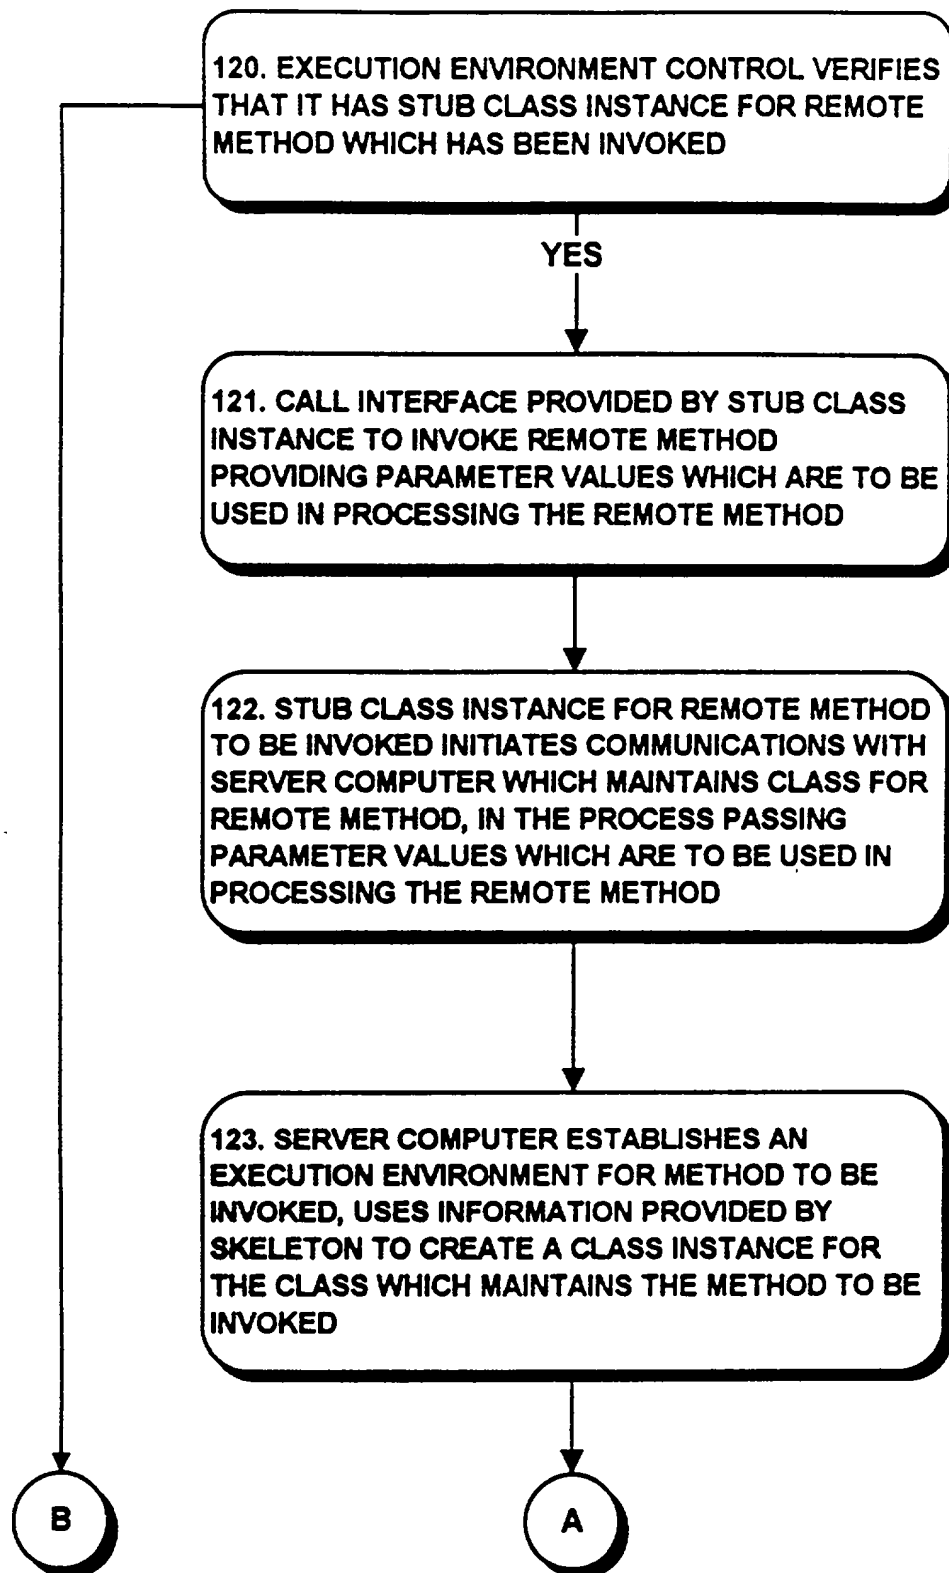 120. EXECUTION ENVIRONMENT CONTROL VERIFIES
THAT IT HAS STUB CLASS INSTANCE FOR REMOTE
METHOD WHICH HAS BEEN INVOKED
YES
121. CALL INTERFACE PROVIDED BY STUB CLASS
INSTANCE TO INVOKE REMOTE METHOD
PROVIDING PARAMETER VALUES WHICH ARE TO BE
USED IN PROCESSING THE REMOTE METHOD
122. STUB CLASS INSTANCE FOR REMOTE METHOD
TO BE INVOKED INITIATES COMMUNICATIONS WITH
SERVER COMPUTER WHICH MAINTAINS CLASS FOR
REMOTE METHOD, IN THE PROCESS PASSING
PARAMETER VALUES WHICH ARE TO BE USED IN
PROCESSING THE REMOTE METHOD
123. SERVER COMPUTER ESTABLISHES AN
EXECUTION ENVIRONMENT FOR METHOD TO BE
INVOKED, USES INFORMATION PROVIDED BY
SKELETON TO CREATE A CLASS INSTANCE FOR
THE CLASS WHICH MAINTAINS THE METHOD TO BE
INVOKED
B
A